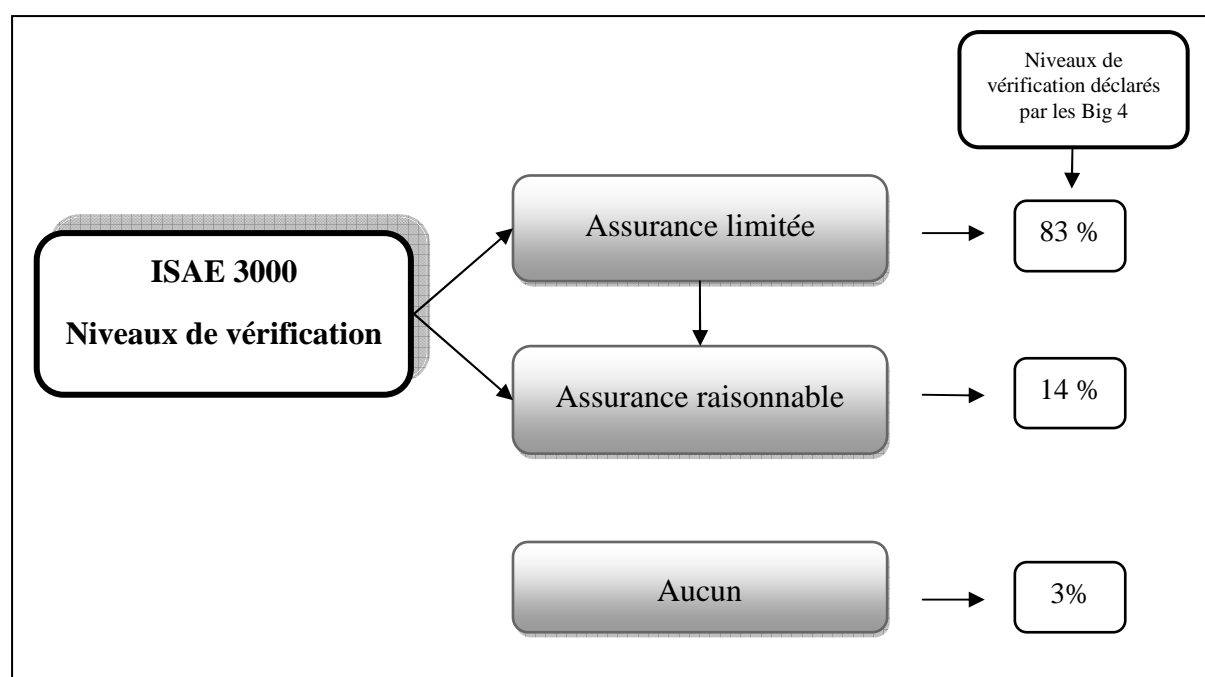 Niveaux de
vérification déclarés
par les Big 4
Assurance limitée
83 %
ISAE 3000
Niveaux de vérification
Assurance raisonnable
14 %
Aucun
3%